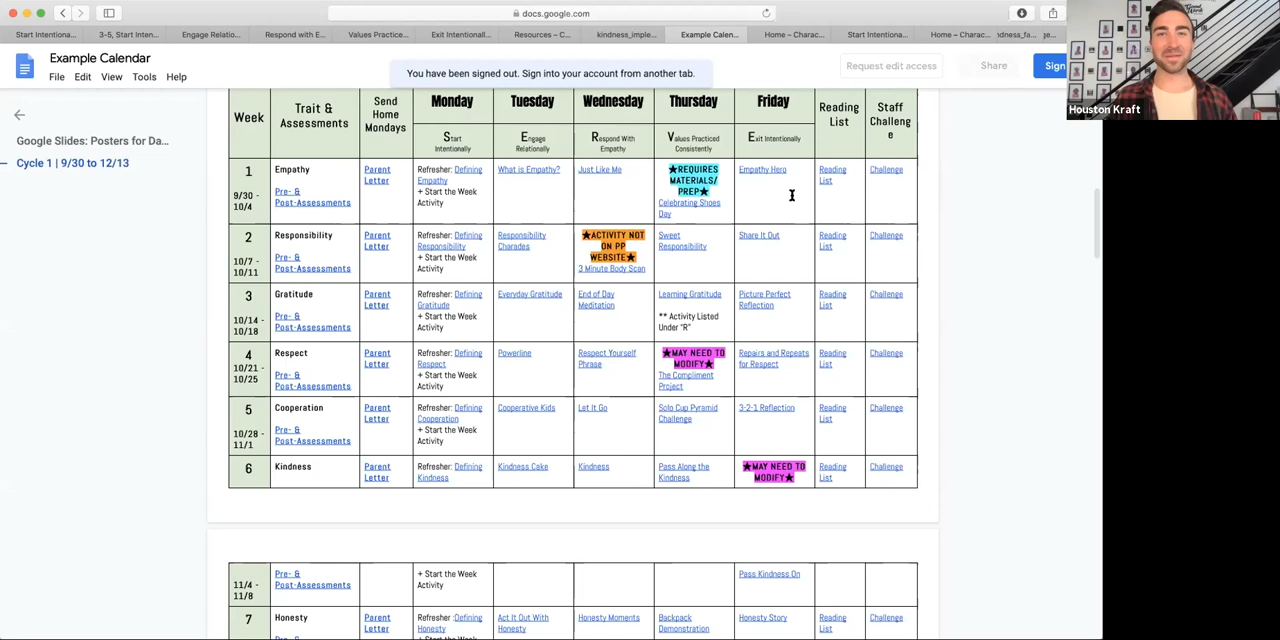 docs.google.com
Start Intentiona...
3-5, Start Inten...
Engage Relatio...
Respond with E...
Values Practice...
Exit Intentionall...
Resources – C...
kindness_imple...
Example Calen...
Home – Charac...
Start Intentiona...
Home – Charac...
Example Calendar
File Edit View Tools Help
You have been signed out. Sign into your account from another tab.
Request edit access
Share
Sign
Houston Kraft
Google Slides: Posters for Da...
Cycle 1 | 9/30 to 12/13
Week
Trait &
Assessments
Send
Home
Mondays
Monday
Tuesday
Wednesday
Thursday
Friday
Reading
List
Staff
Challeng
e
Start
Intentionally
Engage
Relationally
Respond With
Empathy
Values Practiced
Consistently
Exit Intentionally
1
9/30 -
10/4
Empathy
Pre- &
Post-Assessments
Parent
Letter
Refresher: Defining
Empathy
+ Start the Week
Activity
What is Empathy?
Just Like Me
★REQUIRES
MATERIALS/
PREP★
Celebrating Shoes
Day
Empathy Hero
Reading
List
Challenge
2
10/7 -
10/11
Responsibility
Pre- &
Post-Assessments
Parent
Letter
Refresher: Defining
Responsibility
+ Start the Week
Activity
Responsibility
Charades
★ACTIVITY NOT
ON PP
WEBSITE★
3 Minute Body Scan
Sweet
Responsibility
Share It Out
Reading
List
Challenge
3
10/14 -
10/18
Gratitude
Pre- &
Post-Assessments
Parent
Letter
Refresher: Defining
Gratitude
+ Start the Week
Activity
Everyday Gratitude
End of Day
Meditation
Learning Gratitude
** Activity Listed
Under "R"
Picture Perfect
Reflection
Reading
List
Challenge
4
10/21 -
10/25
Respect
Pre- &
Post-Assessments
Parent
Letter
Refresher: Defining
Respect
+ Start the Week
Activity
Powerline
Respect Yourself
Phrase
★MAY NEED TO
MODIFY★
The Compliment
Project
Repairs and Repeats
for Respect
Reading
List
Challenge
5
10/28 -
11/1
Cooperation
Pre- &
Post-Assessments
Parent
Letter
Refresher: Defining
Cooperation
+ Start the Week
Activity
Cooperative Kids
Let It Go
Solo Cup Pyramid
Challenge
3-2-1 Reflection
Reading
List
Challenge
6
Kindness
Parent
Letter
Refresher: Defining
Kindness
Kindness Cake
Kindness
Pass Along the
Kindness
★MAY NEED TO
MODIFY★
Reading
List
Challenge
11/4 -
11/8
Pre- &
Post-Assessments
+ Start the Week
Activity
Pass Kindness On
7
Honesty
Parent
Letter
Refresher :Defining
Honesty
Act It Out With
Honesty
Honesty Moments
Backpack
Demonstration
Honesty Story
Reading
List
Challenge